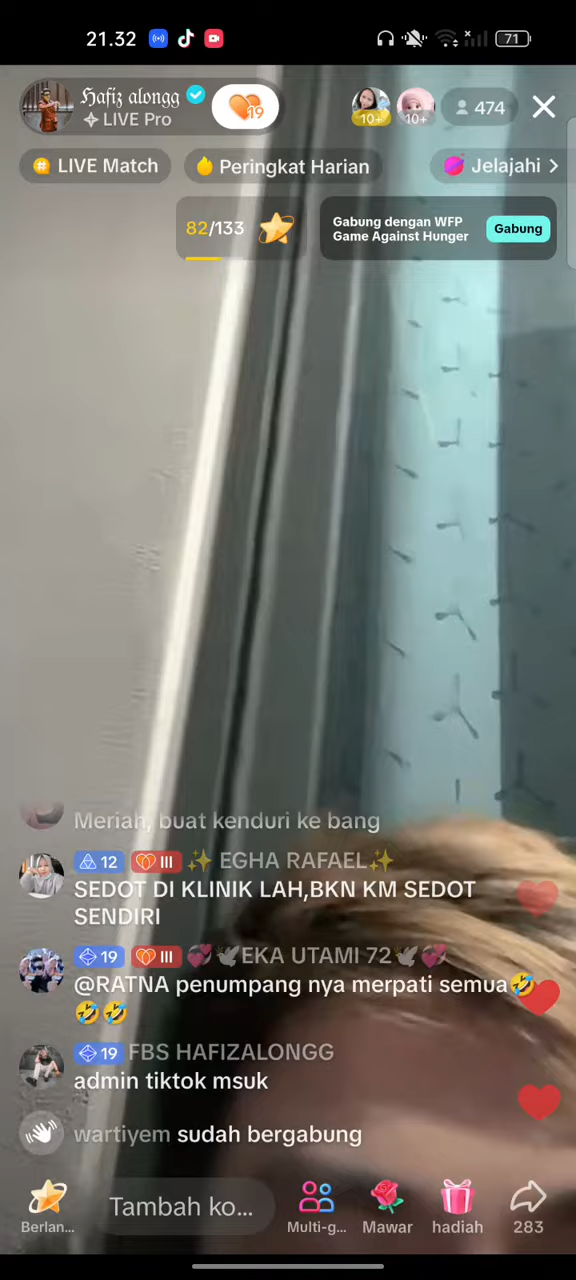 21.32
71
Hafiz alongg
LIVE Pro
19
10+
10+
474
LIVE Match
Peringkat Harian
Jelajahi
82/133
Gabung dengan WFP
Game Against Hunger
Gabung
Meriah, buat kenduri ke bang
12 III ✨ EGHA RAFAEL✨
SEDOT DI KLINIK LAH,BKN KM SEDOT
SENDIRI
19 III 💞🕊EKA UTAMI 72🕊💞
@RATNA penumpang nya merpati semua🤣
🤣🤣
19 FBS HAFIZALONGG
admin tiktok msuk
wartiyem sudah bergabung
Tambah ko...
Berlan...
Multi-g...
Mawar
hadiah
283